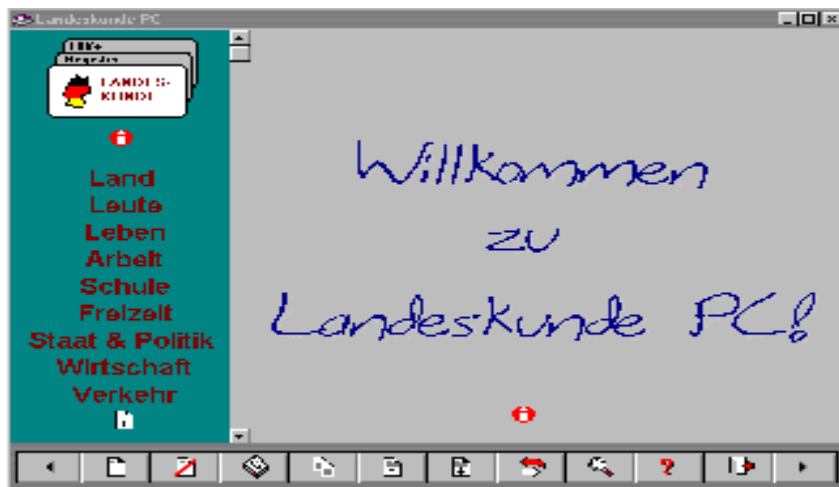 Landeskunde PC
Hilfe
Register
LANDES-
KUNDE
Land
Leute
Leben
Arbeit
Schule
Freizeit
Staat & Politik
Wirtschaft
Verkehr
Willkommen
zu
Landeskunde PC!